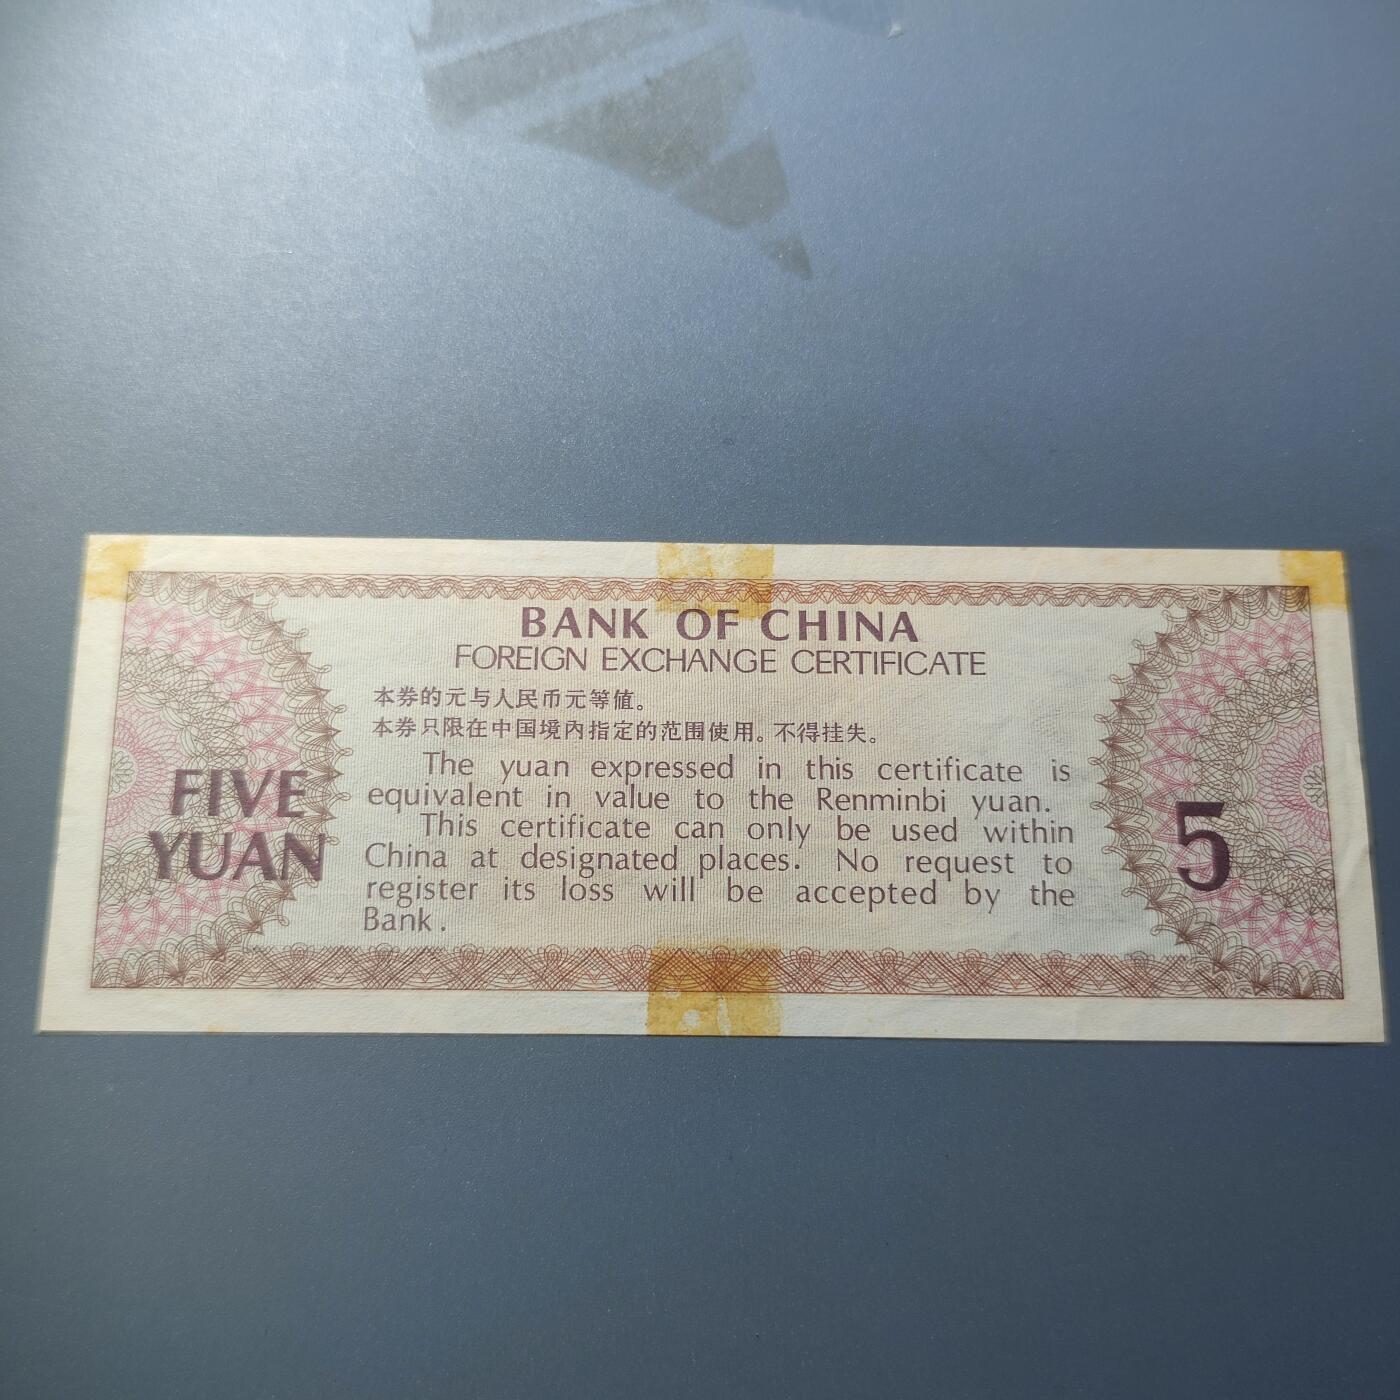 BANK OF CHINA
FOREIGN EXCHANGE CERTIFICATE
本券的元与人民币元等值。
本券只限在中国境内指定的范围使用。不得挂失。
The yuan expressed in this certificate is
equivalent in value to the Renminbi yuan.
This certificate can only be used within
China at designated places. No request to
register its loss will be accepted by the
Bank.
FIVE
YUAN
5